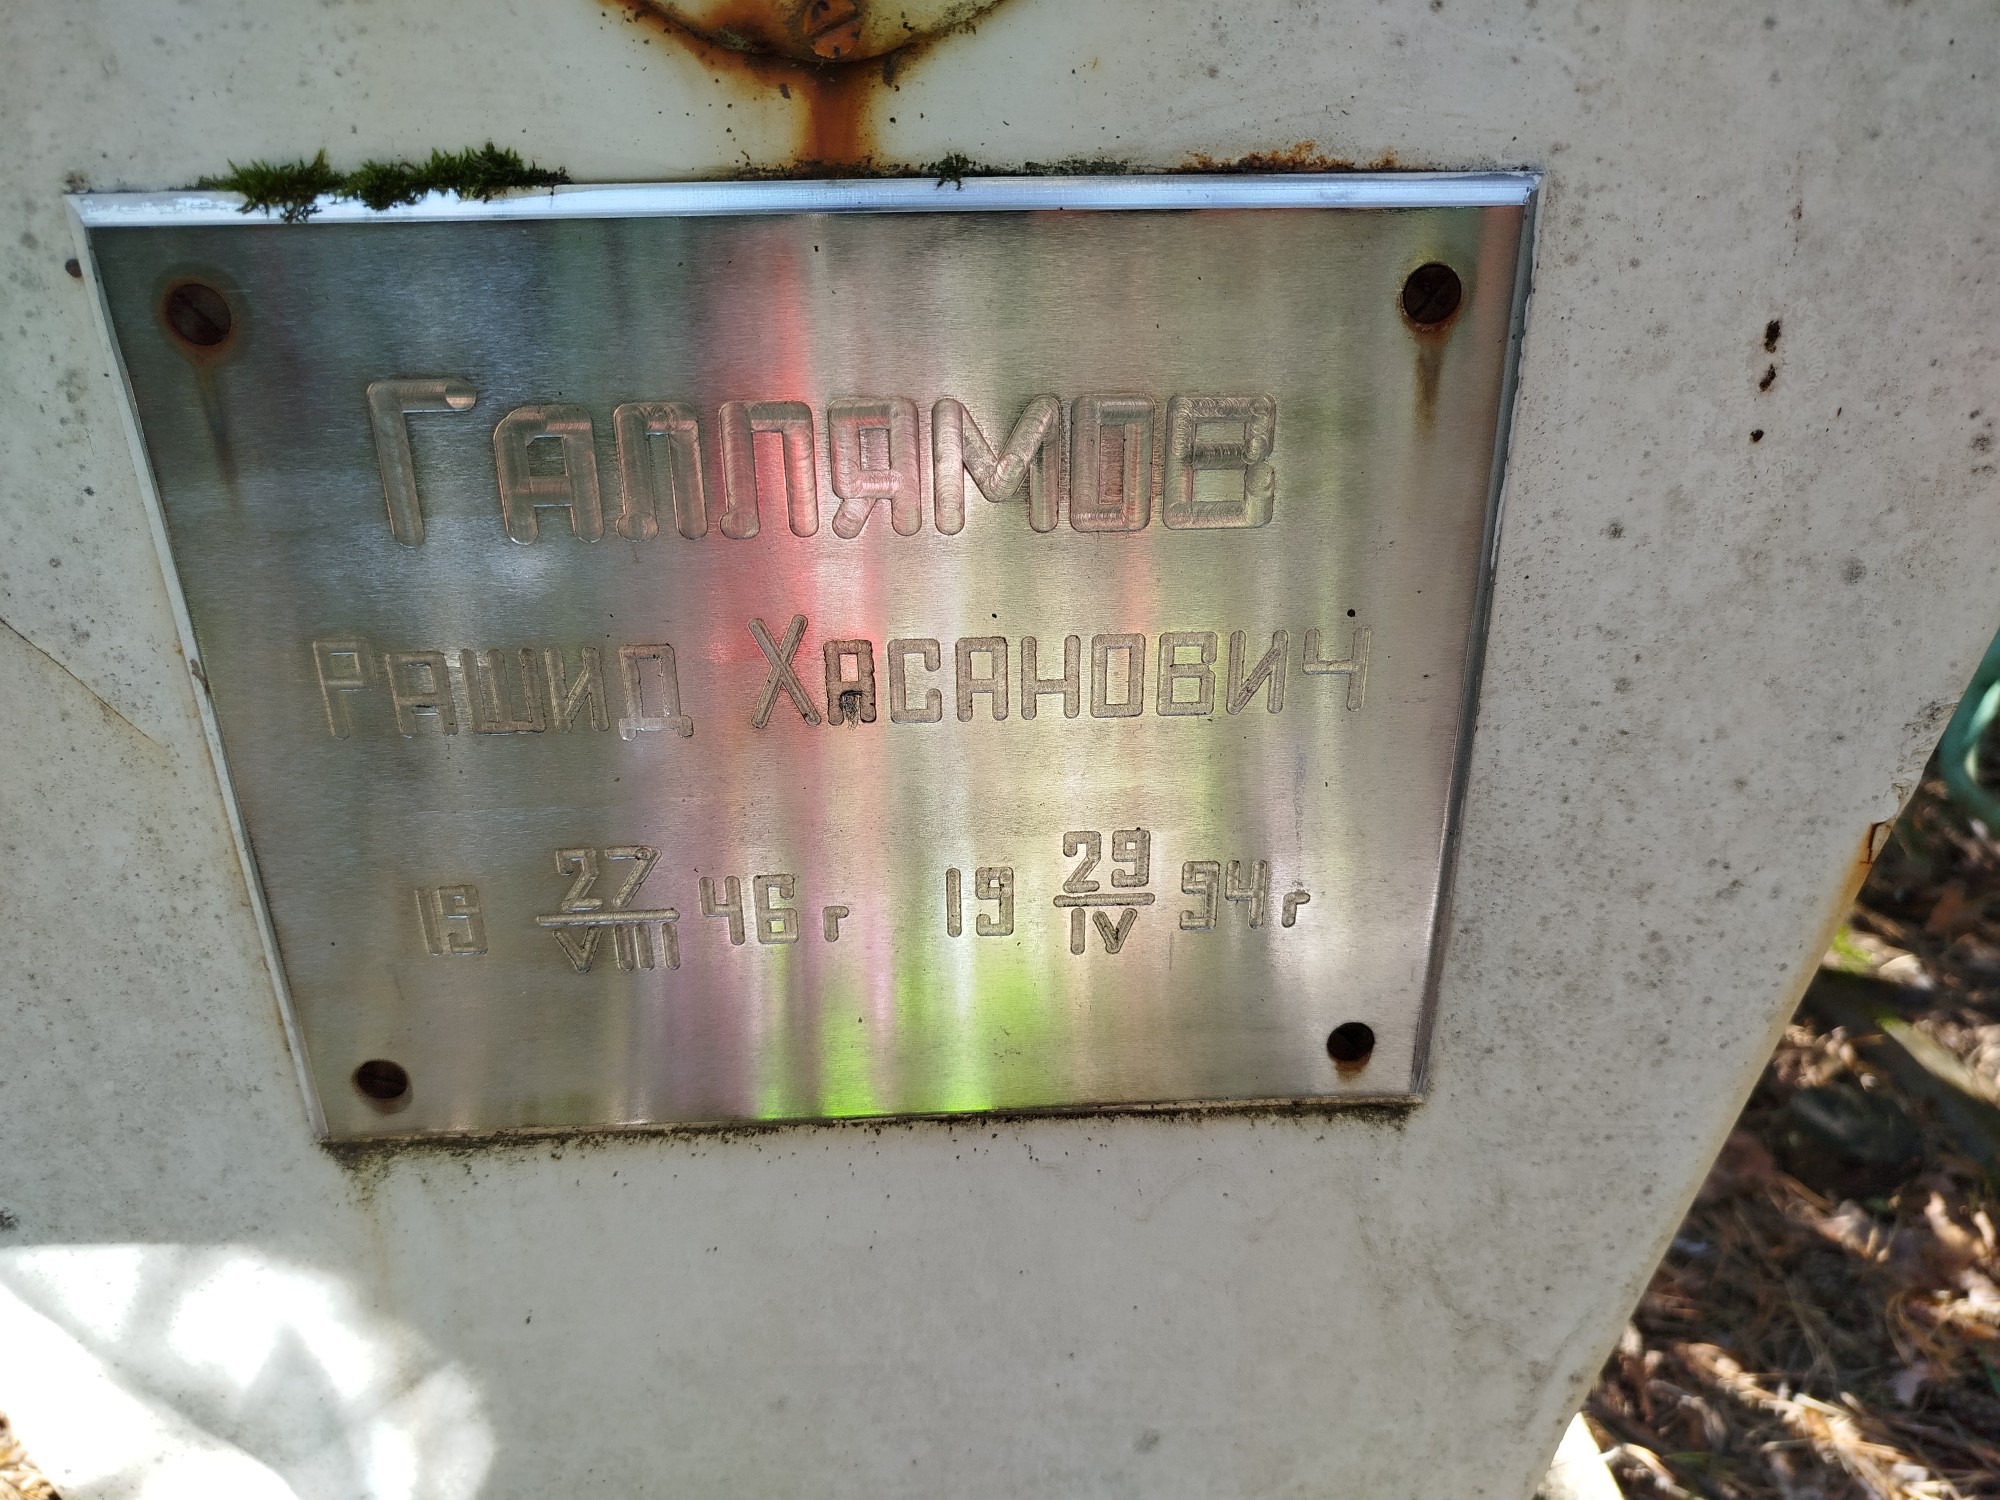 Галлямов
Рашид Хасанович
19 27/VIII 46 г 19 29/IV 94 г